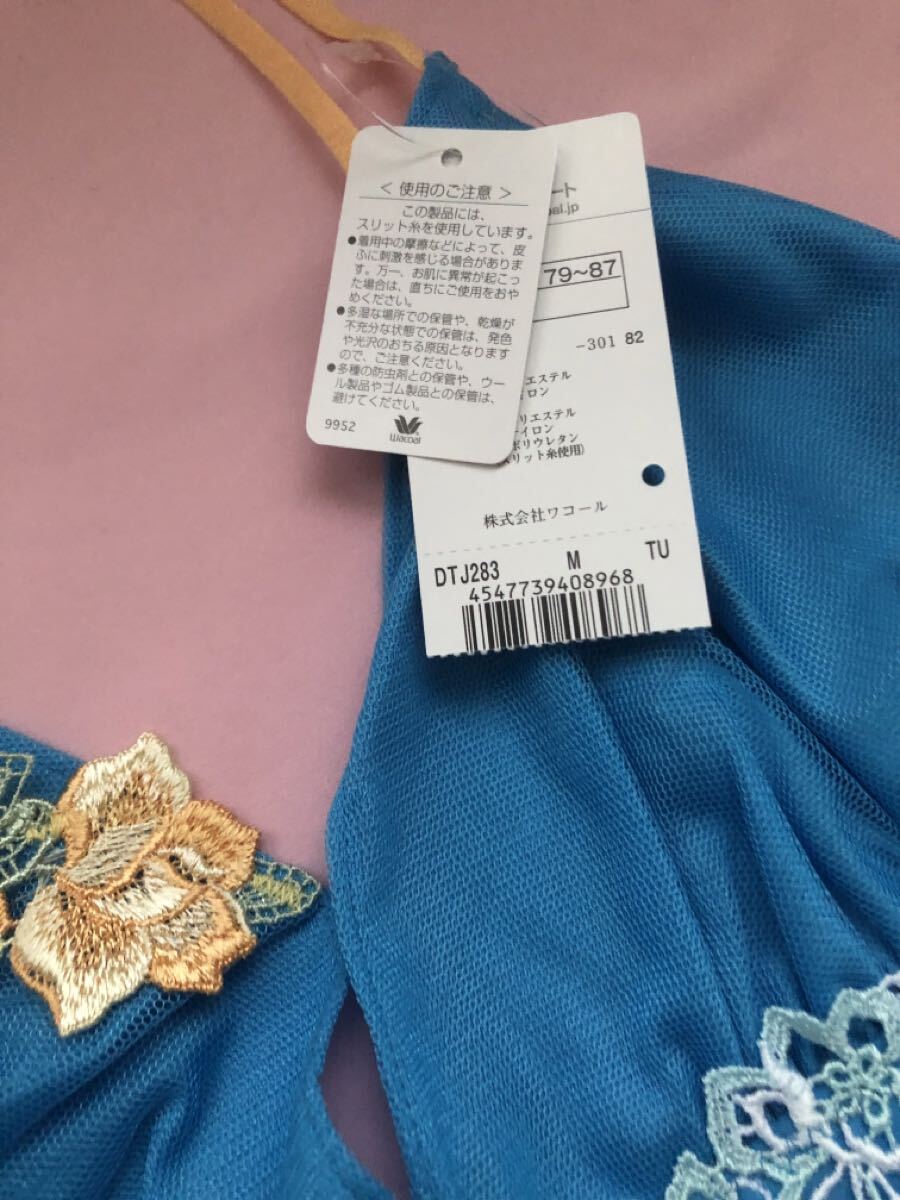 < 使用のご注意 >
この製品には、
スリット糸を使用しています。
●着用中の摩擦などによって、皮
ふに刺激を感じる場合がありま
す。万一、お肌に異常が起こっ
た場合は、直ちにご使用をおや
めください。
●多湿な場所での保管や、乾燥が
不充分な状態での保管は、発色
や光沢のおちる原因となります
ので、ご注意ください。
●多種の防虫剤との保管や、ウー
ル製品やゴム製品との保管は、
避けてください。
9952
Wacoal
ート
oal.jp
79~87
-301 82
エステル
ロン
リエステル
イロン
ポリウレタン
スリット糸使用)
株式会社ワコール
DTJ283 M TU
4547739408968